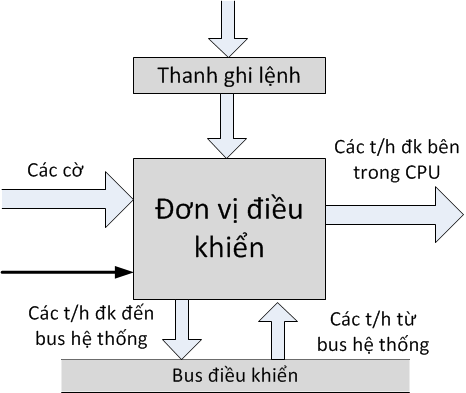 Thanh ghi lệnh
Các t/h đk bên
trong CPU
Các cờ
Đơn vị điều
khiển
Các t/h đk đến
bus hệ thống
Các t/h từ
bus hệ thống
Bus điều khiển